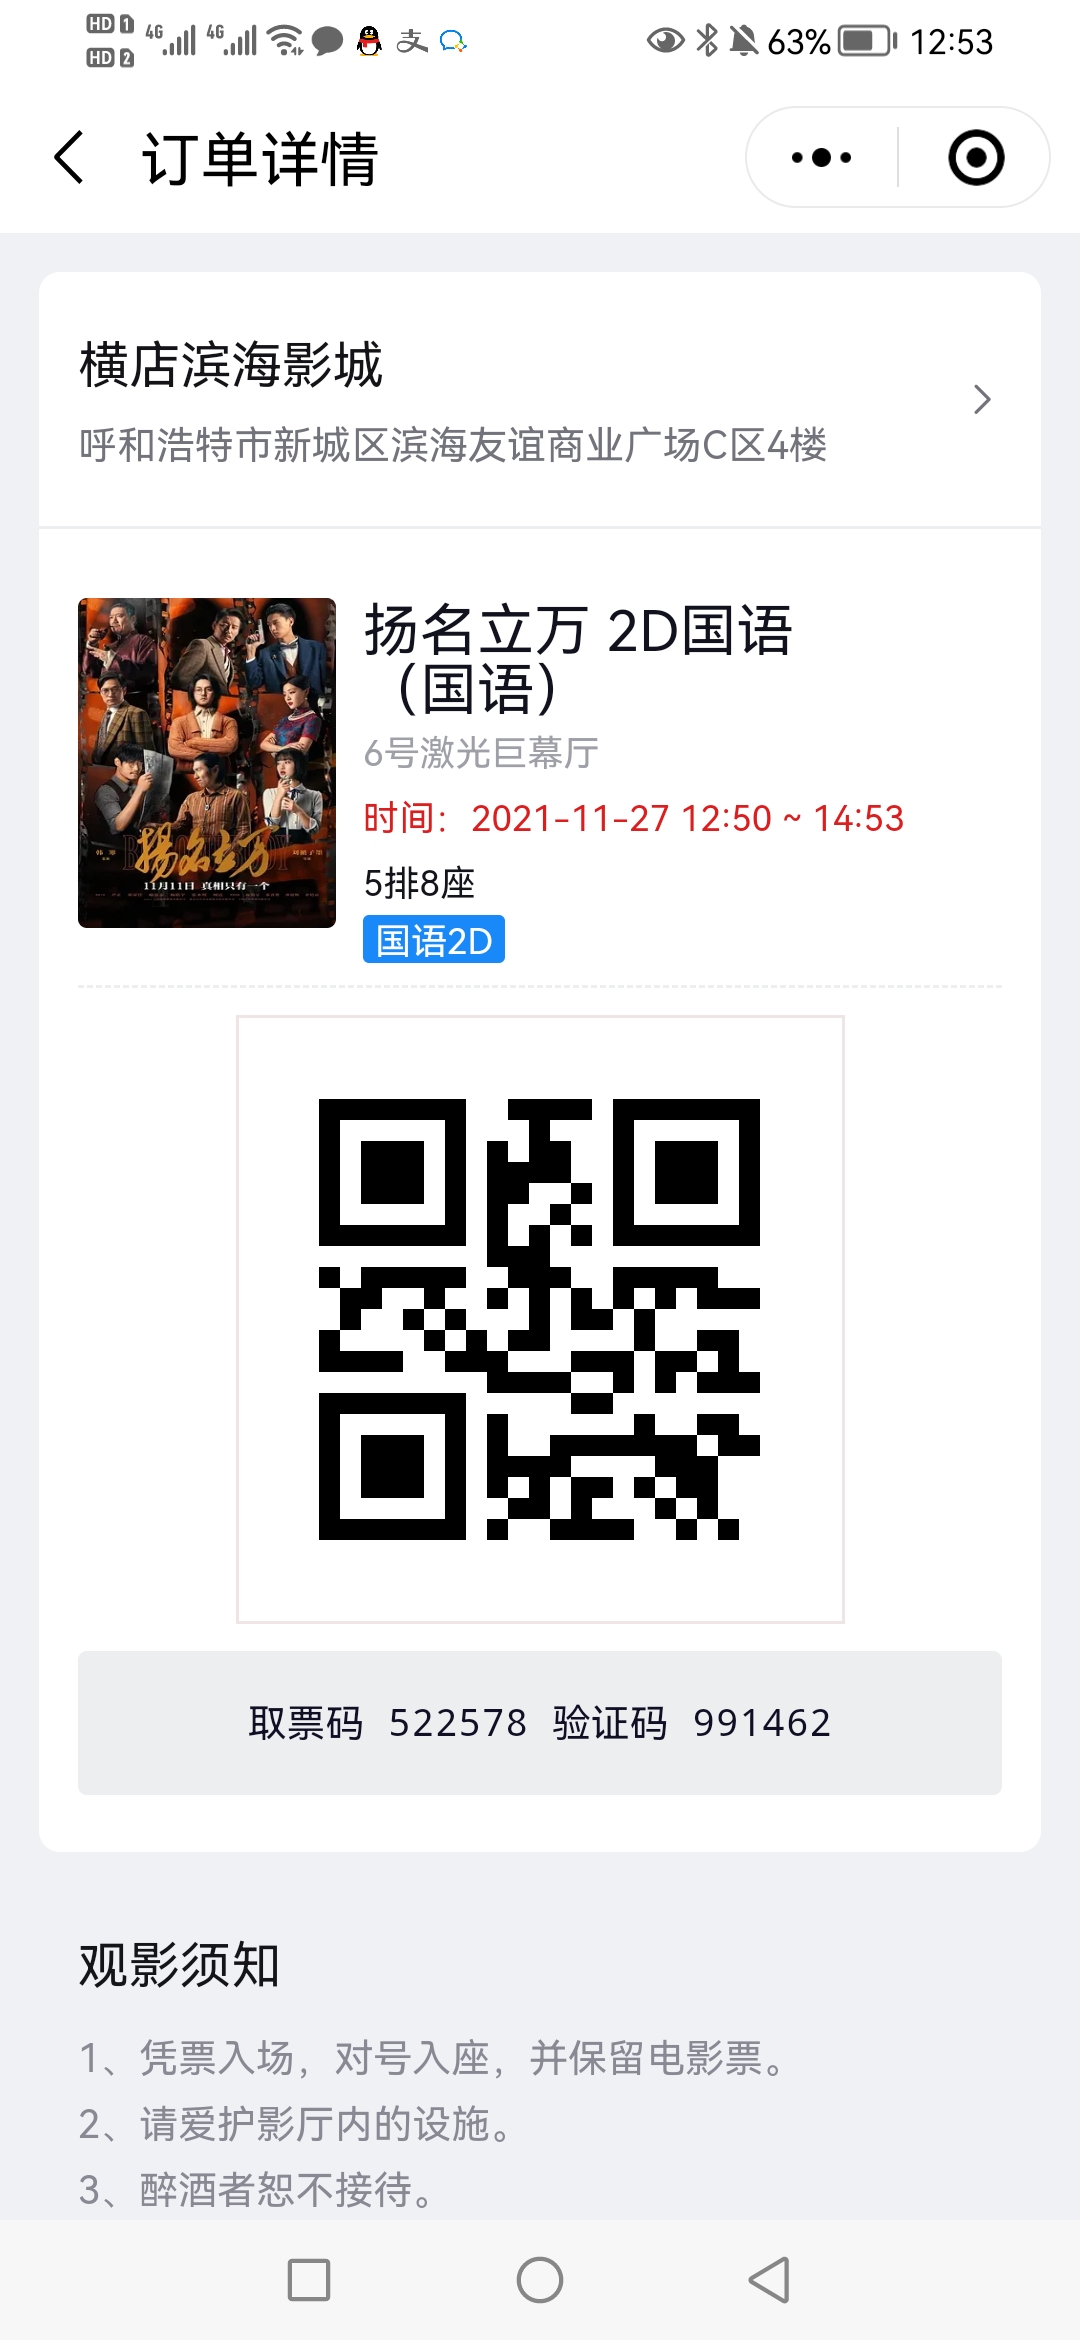 HD 1 4G 4G 63% 12:53
HD 2
订单详情
横店滨海影城
呼和浩特市新城区滨海友谊商业广场C区4楼
扬名立万 2D国语
（国语）
6号激光巨幕厅
时间：2021-11-27 12:50 ~ 14:53
5排8座
国语2D
揚名立万
11月11日 真相只有一个
取票码 522578 验证码 991462
观影须知
1、凭票入场，对号入座，并保留电影票。
2、请爱护影厅内的设施。
3、醉酒者恕不接待。